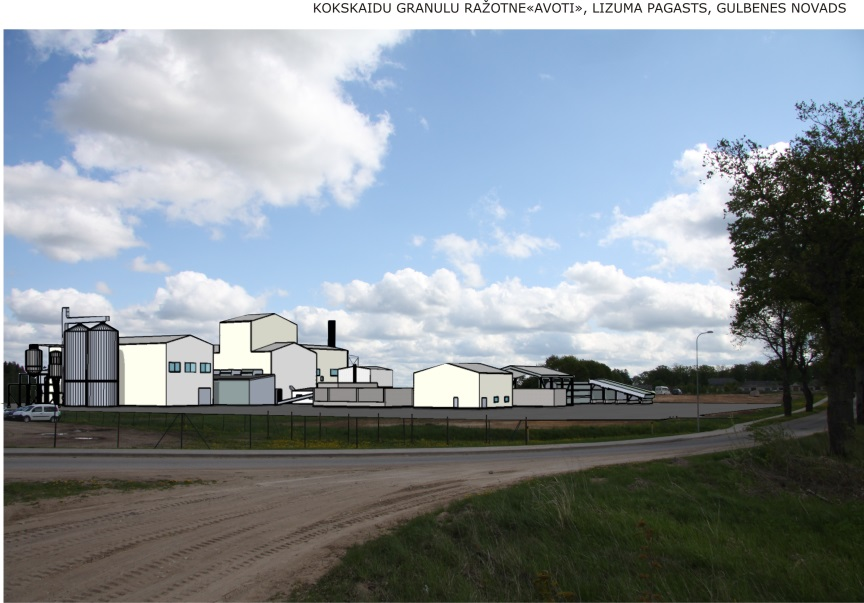 KOKSKAIDU GRANULU RAŽOTNE«AVOTI», LIZUMA PAGASTS, GULBENES NOVADS